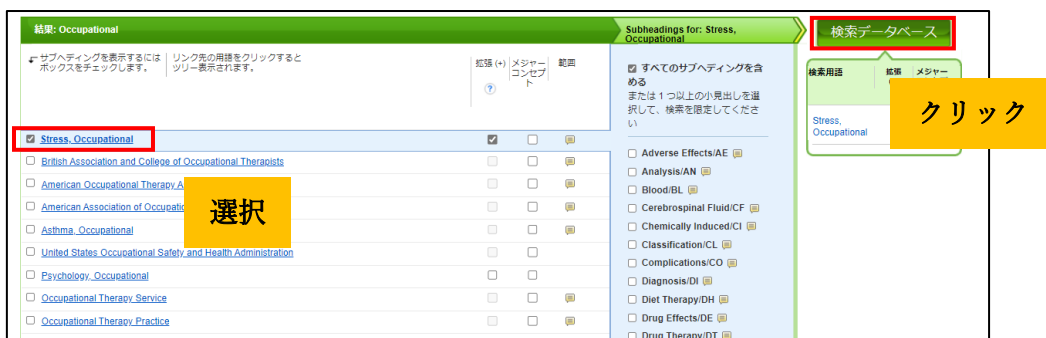 結果: Occupational
サブヘディングを表示するには
ボックスをチェックします。
リンク先の用語をクリックすると
ツリー表示されます。
拡張 (+)
メジャー
コンセプ
ト
範囲
?
Stress, Occupational
British Association and College of Occupational Therapists
American Occupational Therapy A
American Association of Occupatio
Asthma, Occupational
United States Occupational Safety and Health Administration
Psychology, Occupational
Occupational Therapy Service
Occupational Therapy Practice
選択
Subheadings for: Stress,
Occupational
すべてのサブヘディングを含
める
または 1 つ以上の小見出しを選
択して、検索を限定してくださ
い
Adverse Effects/AE
Analysis/AN
Blood/BL
Cerebrospinal Fluid/CF
Chemically Induced/CI
Classification/CL
Complications/CO
Diagnosis/DI
Diet Therapy/DH
Drug Effects/DE
Drug Therapy/DT
検索データベース
検索用語
拡張
メジャー
Stress,
Occupational
クリック